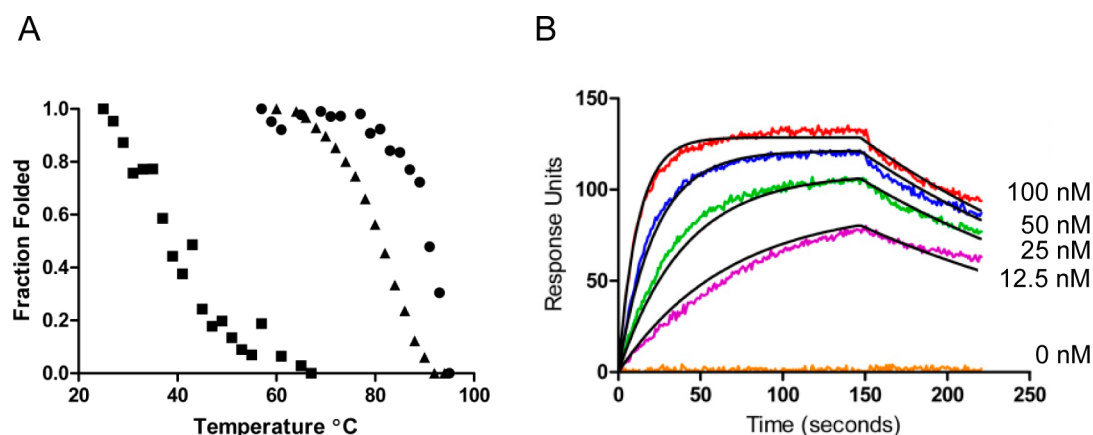 A
1.0
0.8
0.6
0.4
0.2
0.0
20
40
60
80
100
Fraction Folded
Temperature °C
B
150
100
50
0
0
50
100
150
200
250
Response Units
Time (seconds)
100 nM
50 nM
25 nM
12.5 nM
0 nM